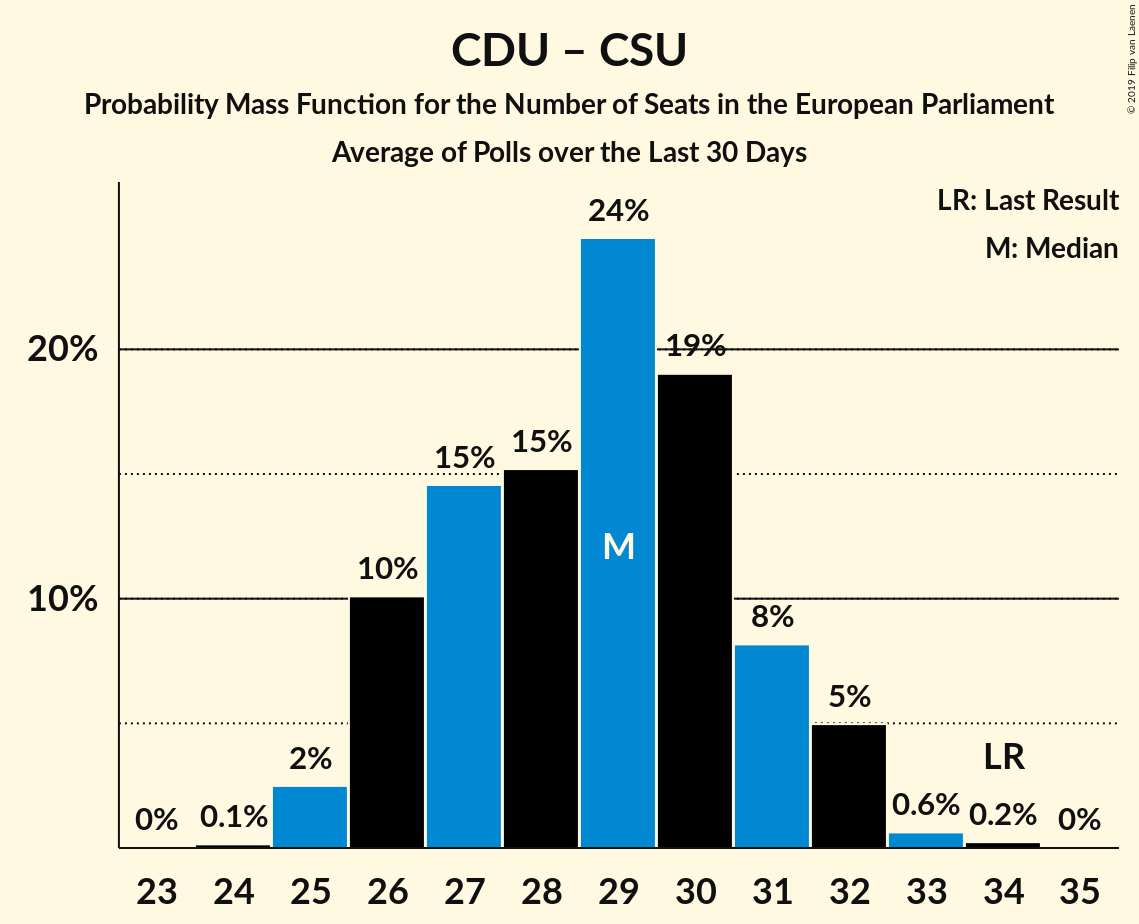 CDU – CSU
Probability Mass Function for the Number of Seats in the European Parliament
Average of Polls over the Last 30 Days
© 2019 Filip van Laenen
LR: Last Result
M: Median
20%
10%
0%
0.1%
2%
10%
15%
15%
24%
19%
8%
5%
0.6%
0.2%
0%
M
LR
23 24 25 26 27 28 29 30 31 32 33 34 35